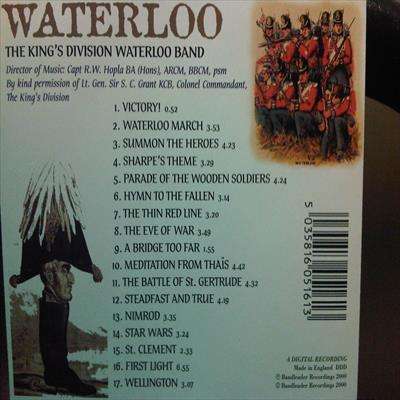 WATERLOO
THE KING'S DIVISION WATERLOO BAND
Director of Music: Capt R.W. Hopla BA (Hons), ARCM, BBCM, psm
By kind permission of Lt. Gen. Sir S. C. Grant KCB, Colonel Commandant,
The King's Division
1. VICTORY! 0.52
2. WATERLOO MARCH 3.53
3. SUMMON THE HEROES 4.23
4. SHARPE'S THEME 3.29
5. PARADE OF THE WOODEN SOLDIERS 4.24
6. HYMN TO THE FALLEN 3.14
7. THE THIN RED LINE 3.20
8. THE EVE OF WAR 3.49
9. A BRIDGE TOO FAR 1.55
10. MEDITATION FROM THAÏS 4.42
11. THE BATTLE OF St. GERTRUDE 4.32
12. STEADFAST AND TRUE 4.19
13. NIMROD 3.35
14. STAR WARS 3.24
15. St. CLEMENT 2.33
16. FIRST LIGHT 6.55
17. WELLINGTON 3.07
WATERLOO
5 035816 051613
A DIGITAL RECORDING
Made in England DDD
℗ Bandleader Recordings 2000
© Bandleader Recordings 2000